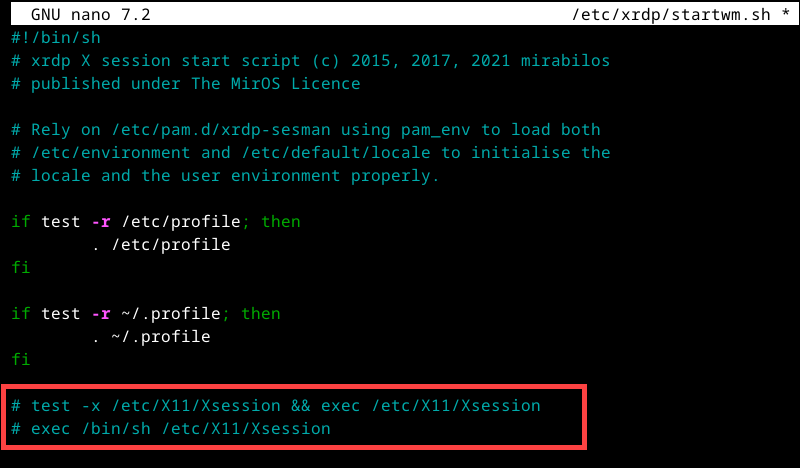 GNU nano 7.2 /etc/xrdp/startwm.sh *
#!/bin/sh
# xrdp X session start script (c) 2015, 2017, 2021 mirabilos
# published under The MirOS Licence
# Rely on /etc/pam.d/xrdp-sesman using pam_env to load both
# /etc/environment and /etc/default/locale to initialise the
# locale and the user environment properly.
if test -r /etc/profile; then
. /etc/profile
fi
if test -r ~/.profile; then
. ~/.profile
fi
# test -x /etc/X11/Xsession && exec /etc/X11/Xsession
# exec /bin/sh /etc/X11/Xsession